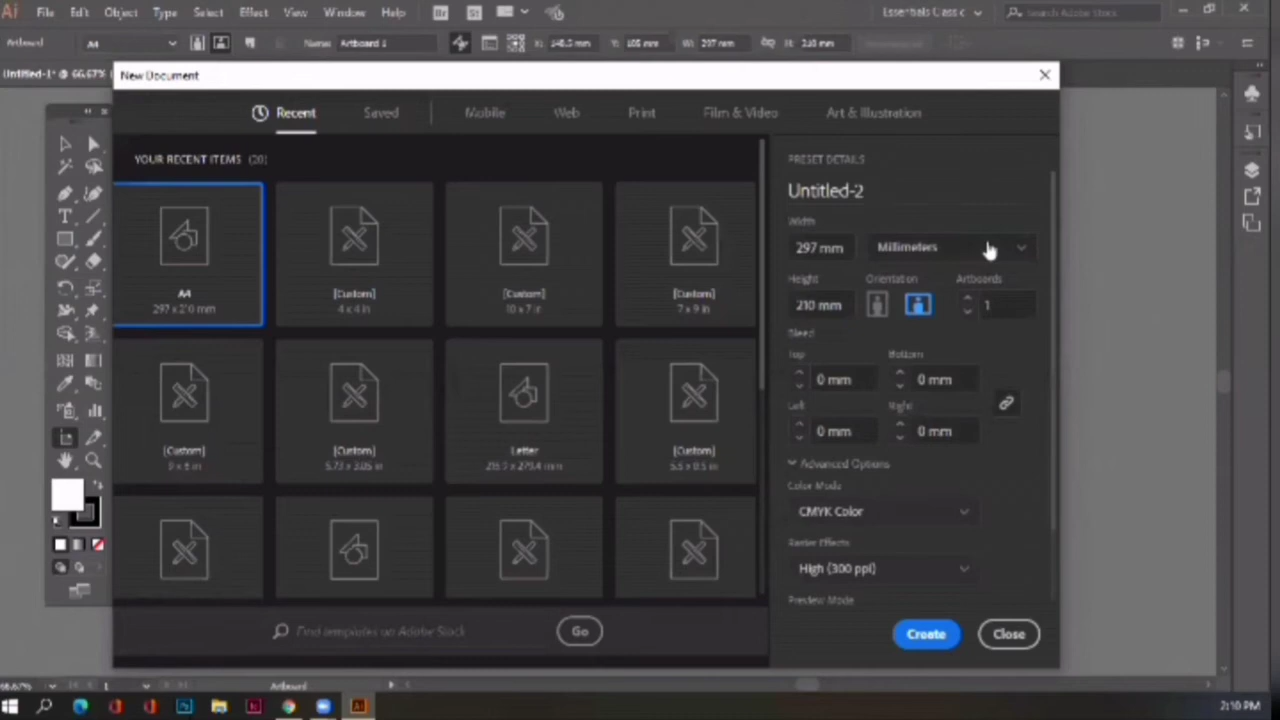 Ai File Edit Object Type Select Effect View Window Help Br St Essentials Classic Search Adobe Stock
Artboard A4 Name: Artboard 1 X: 148.5 mm Y: 105 mm W: 297 mm H: 210 mm
Untitled-1* @ 66.67%
New Document
Recent Saved Mobile Web Print Film & Video Art & Illustration
YOUR RECENT ITEMS (20)
A4
297 x 210 mm
[Custom]
4 x 4 in
[Custom]
10 x 7 in
[Custom]
7 x 9 in
[Custom]
[Custom]
5.73 x 3.05 in
Letter
215.9 x 279.4 mm
[Custom]
5.5 x 8.5 in
Find templates on Adobe Stock Go
PRESET DETAILS
Untitled-2
Width
297 mm Millimeters
Height Orientation Artboards
210 mm 1
Bleed
Top Bottom
0 mm 0 mm
Left Right
0 mm 0 mm
Advanced Options
Color Mode
CMYK Color
Raster Effects
High (300 ppi)
Preview Mode
Create Close
66.67% 1 Artboard
2:10 PM